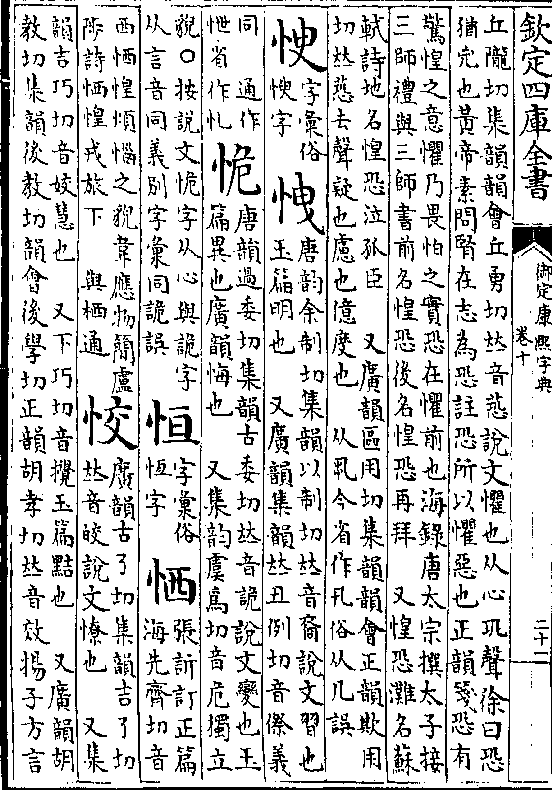 欽定四庫全書
御定康熙字典
卷十
二十二
丘隴切集韻韻會丘勇切𠀤音恐說文懼也从心巩聲徐曰恐
猶兇也黃帝素問腎在志為恐註恐所以懼惡也正韻箋恐有
驚惶之意懼乃畏怕之實恐在懼前也海錄唐太宗撰太子接
三師禮與三師書前名惶恐後名惶恐再拜 又惶恐灘名蘇
軾詩地名惶恐泣孤臣 又廣韻區用切集韻韻會正韻欺用
切𠀤去聲疑也慮也億度也 从丮今省作卂俗从几誤
字彙俗
字
唐韵余制切集韻以制切𠀤音裔說文習也
玉篇明也 又廣韻集韻𠀤丑例切音傺義
同 通作
省作
恑
唐韻過委切集韻古委切𠀤音詭說文變也玉
篇異也廣韻悔也 又集韵虞為切音危獨立
貌○按說文恑字从心與詭字
从言音同義別字彙同詭誤
恒
字彙俗
恆字
恓
張訢訂正篇
海先齊切音
西恓惶煩惱之貌韋應物簡盧
陟詩恓惶戎旅下 與栖通
恔
廣韻古了切集韻吉了切
𠀤音皎說文憭也 又集
韻吉巧切音姣慧也 又下巧切音攪玉篇黠也 又廣韻胡
教切集韻後教切韻會後學切正韻胡孝切𠀤音效揚子方言